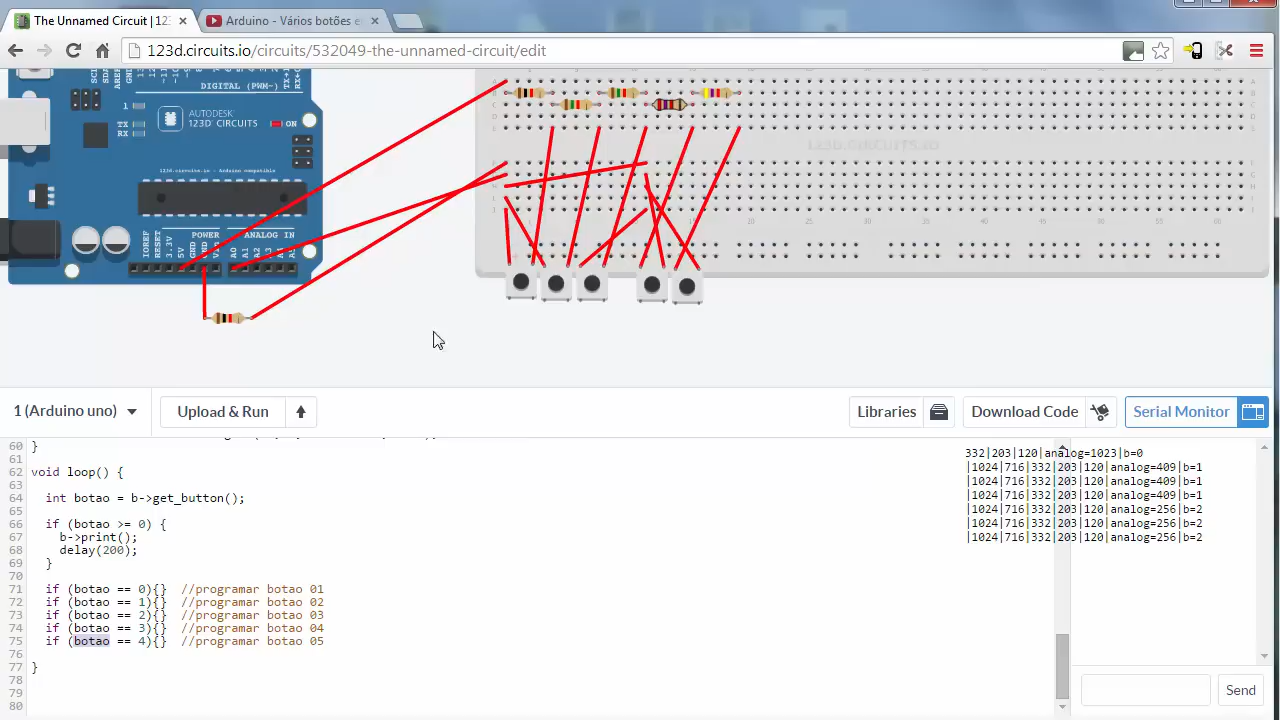 The Unnamed Circuit | 123
Arduino - Vários botões e
123d.circuits.io/circuits/532049-the-unnamed-circuit/edit
DIGITAL (PWM~)
TX
RX
AUTODESK
123D CIRCUITS
ON
123D.CIRCUITS.IO
POWER
ANALOG IN
IOREF
RESET
3.3V
5V
GND
GND
A0
A1
A2
1 (Arduino uno)
Upload & Run
Libraries
Download Code
Serial Monitor
60 }
61
62 void loop() {
63
64 int botao = b->get_button();
65
66 if (botao >= 0) {
67 b->print();
68 delay(200);
69 }
70
71 if (botao == 0){} //programar botao 01
72 if (botao == 1){} //programar botao 02
73 if (botao == 2){} //programar botao 03
74 if (botao == 3){} //programar botao 04
75 if (botao == 4){} //programar botao 05
76
77 }
78
79
80
332|203|120|analog=1023|b=0
|1024|716|332|203|120|analog=409|b=1
|1024|716|332|203|120|analog=409|b=1
|1024|716|332|203|120|analog=409|b=1
|1024|716|332|203|120|analog=256|b=2
|1024|716|332|203|120|analog=256|b=2
|1024|716|332|203|120|analog=256|b=2
Send